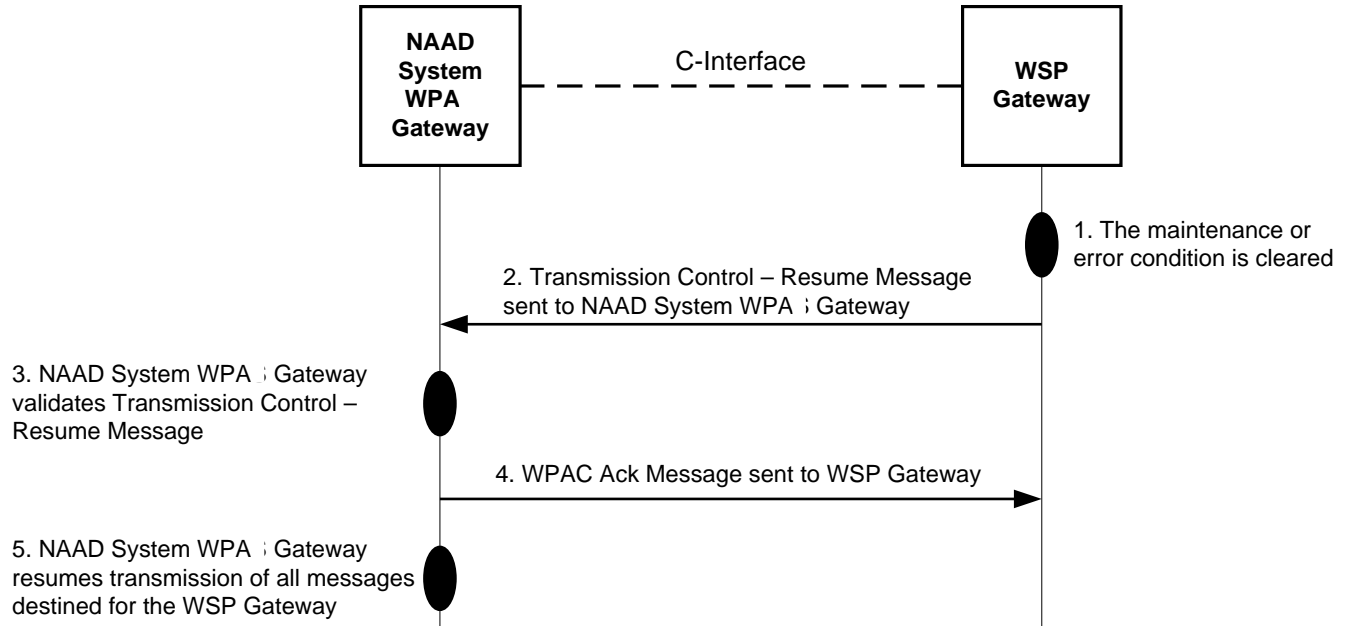 NAAD
System
WPA
Gateway
C-Interface
WSP
Gateway
1. The maintenance or
error condition is cleared
2. Transmission Control – Resume Message
sent to NAAD System WPA Gateway
3. NAAD System WPA Gateway
validates Transmission Control –
Resume Message
4. WPAC Ack Message sent to WSP Gateway
5. NAAD System WPA Gateway
resumes transmission of all messages
destined for the WSP Gateway